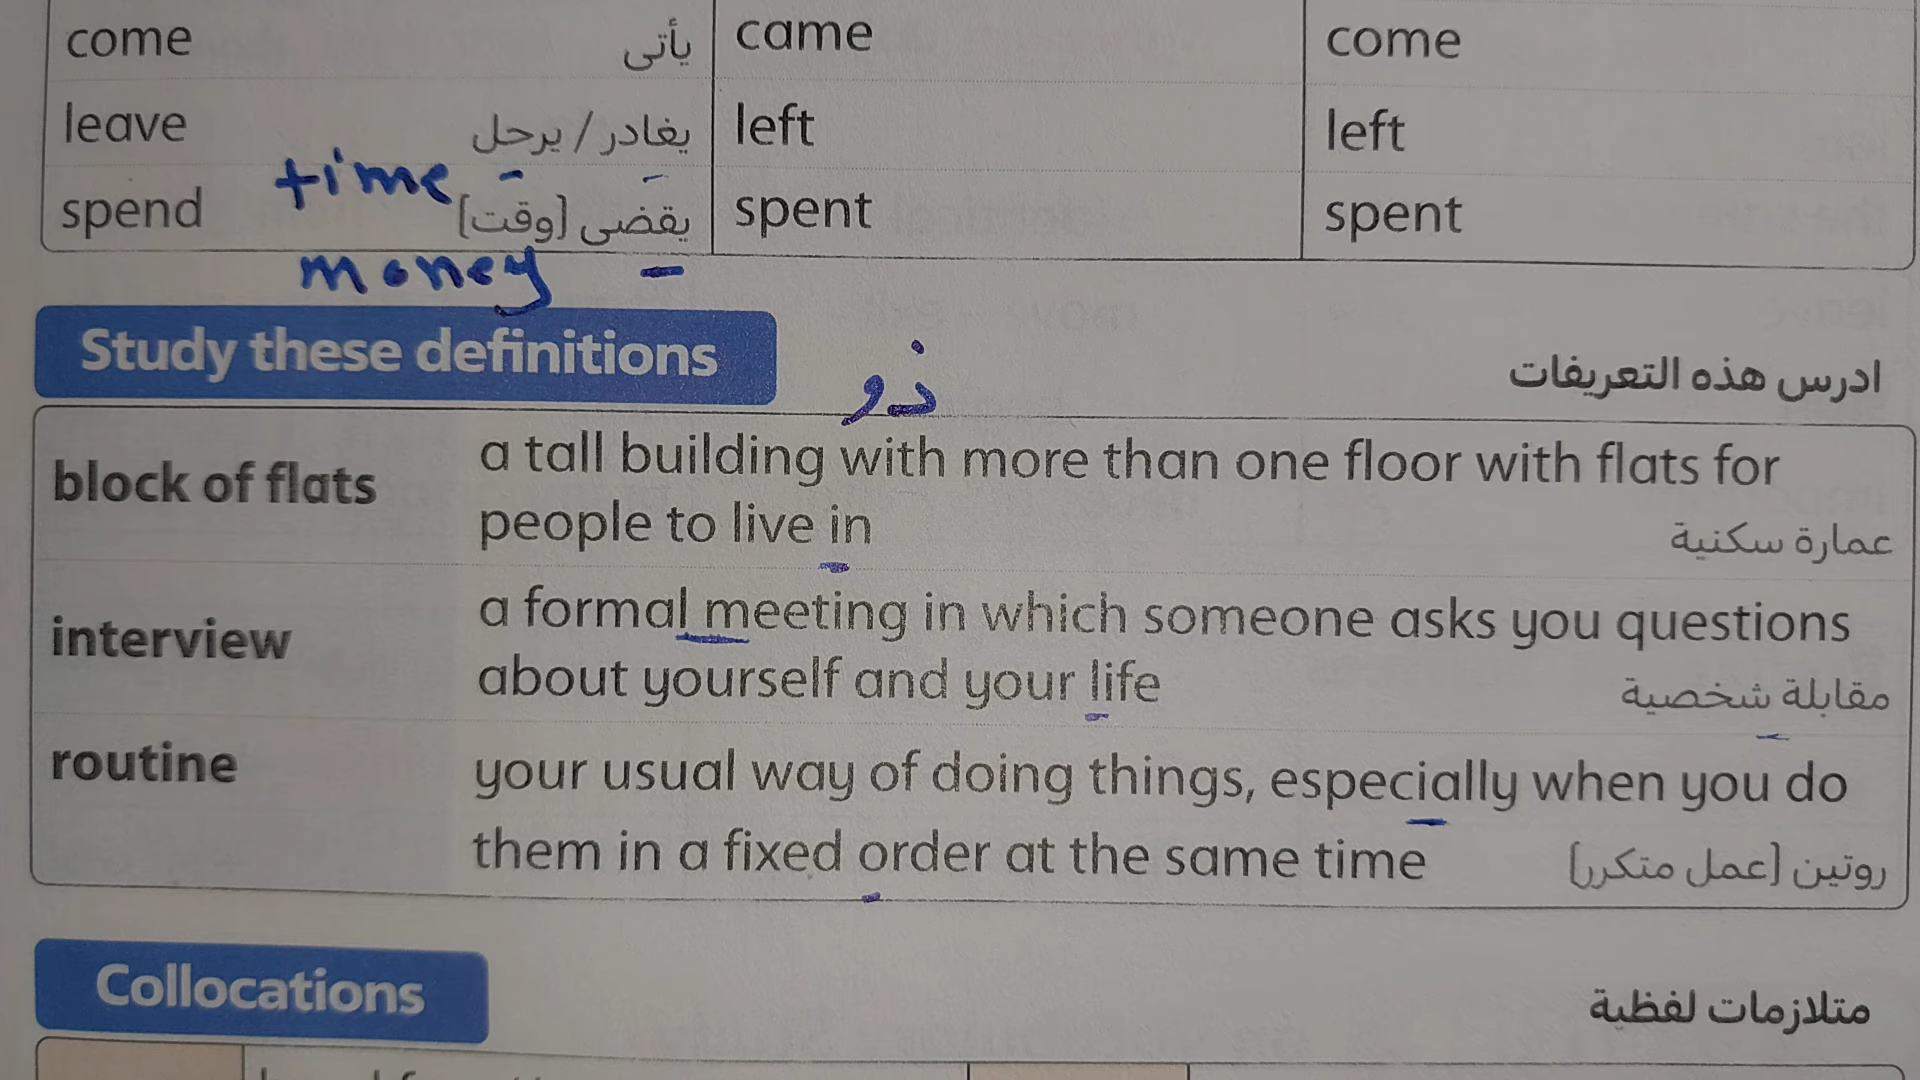 come يأتى came come
leave يغادر / يرحل left left
time
spend يقضى [وقت] spent spent
money
Study these definitions ادرس هذه التعريفات
ذو
block of flats a tall building with more than one floor with flats for
people to live in عمارة سكنية
interview a formal meeting in which someone asks you questions
about yourself and your life مقابلة شخصية
routine your usual way of doing things, especially when you do
them in a fixed order at the same time روتين [عمل متكرر]
Collocations متلازمات لفظية